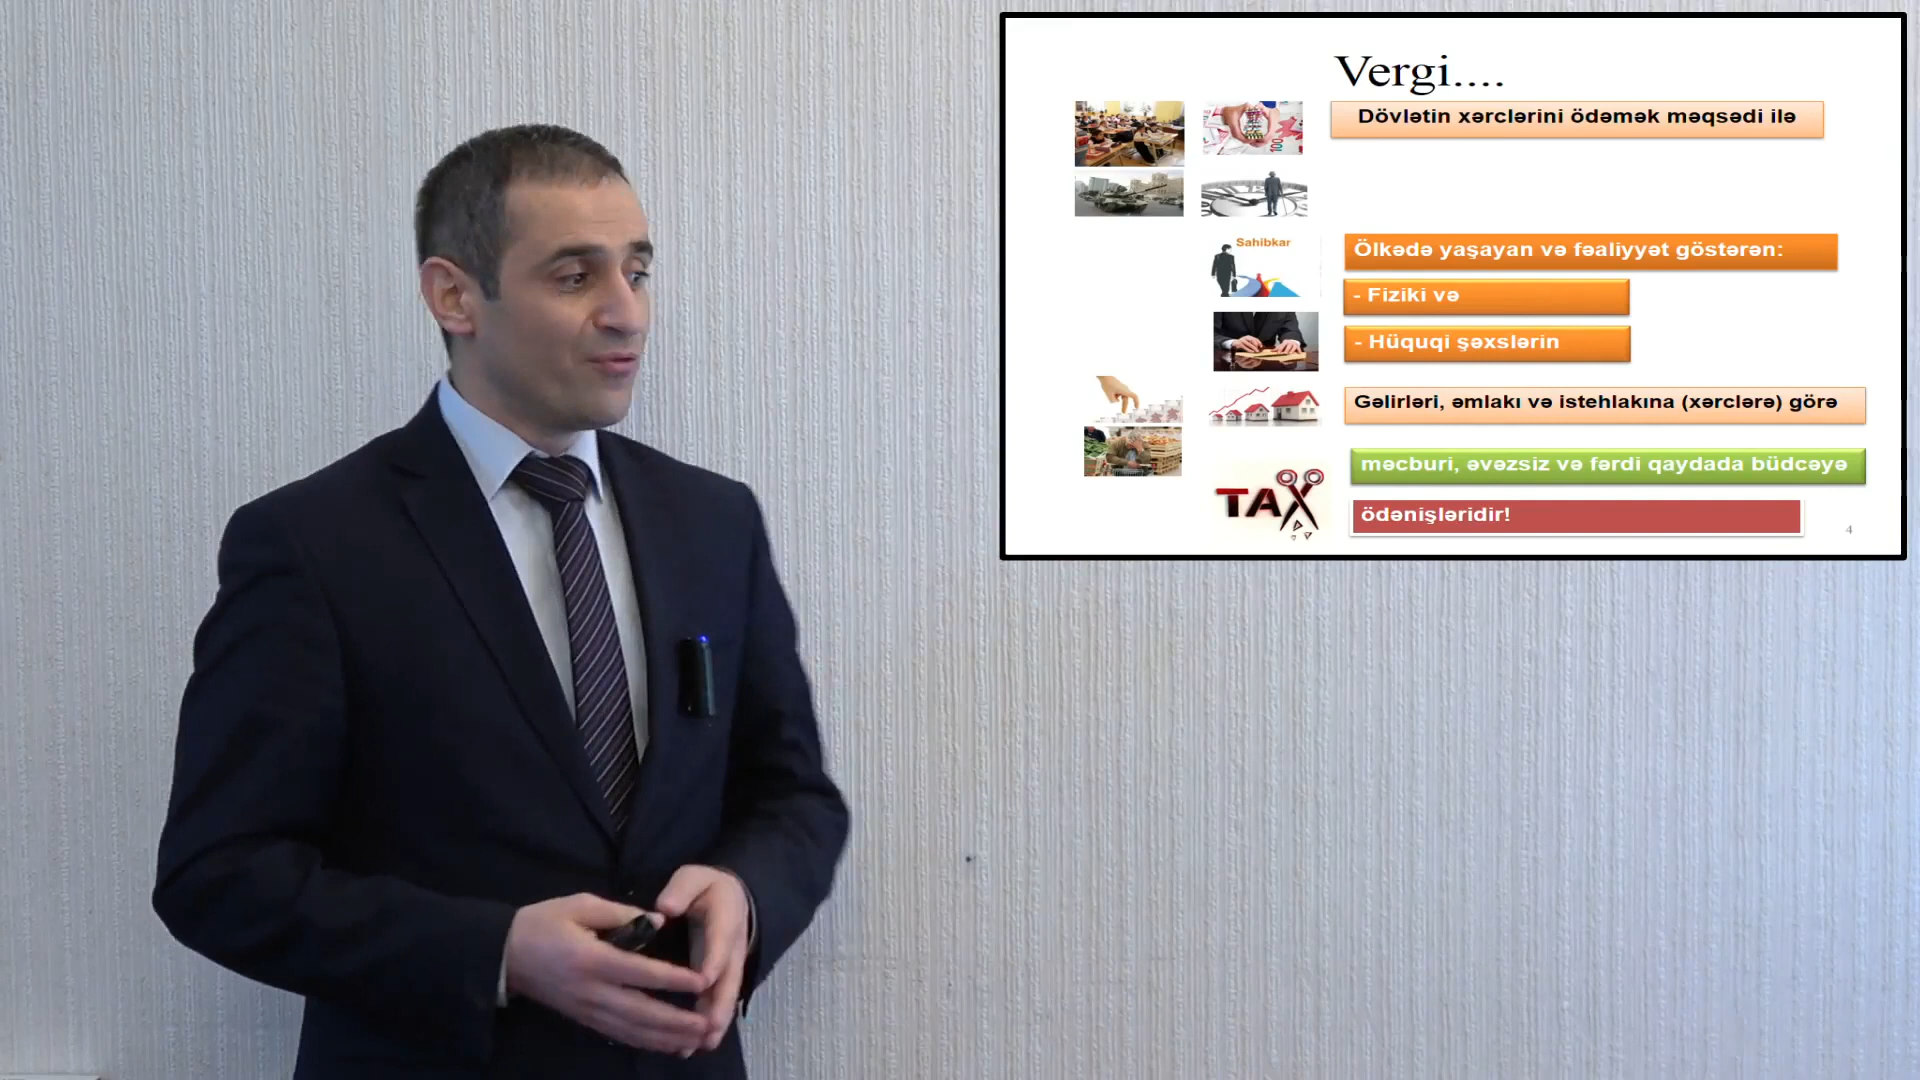 Vergi....
Dövlətin xərclərini ödəmək məqsədi ilə
100
Sahibkar
Ölkədə yaşayan və fəaliyyət göstərən:
- Fiziki və
- Hüquqi şəxslərin
Gəlirləri, əmlakı və istehlakına (xərclərə) görə
məcburi, əvəzsiz və fərdi qaydada büdcəyə
TAX
ödənişləridir!
4